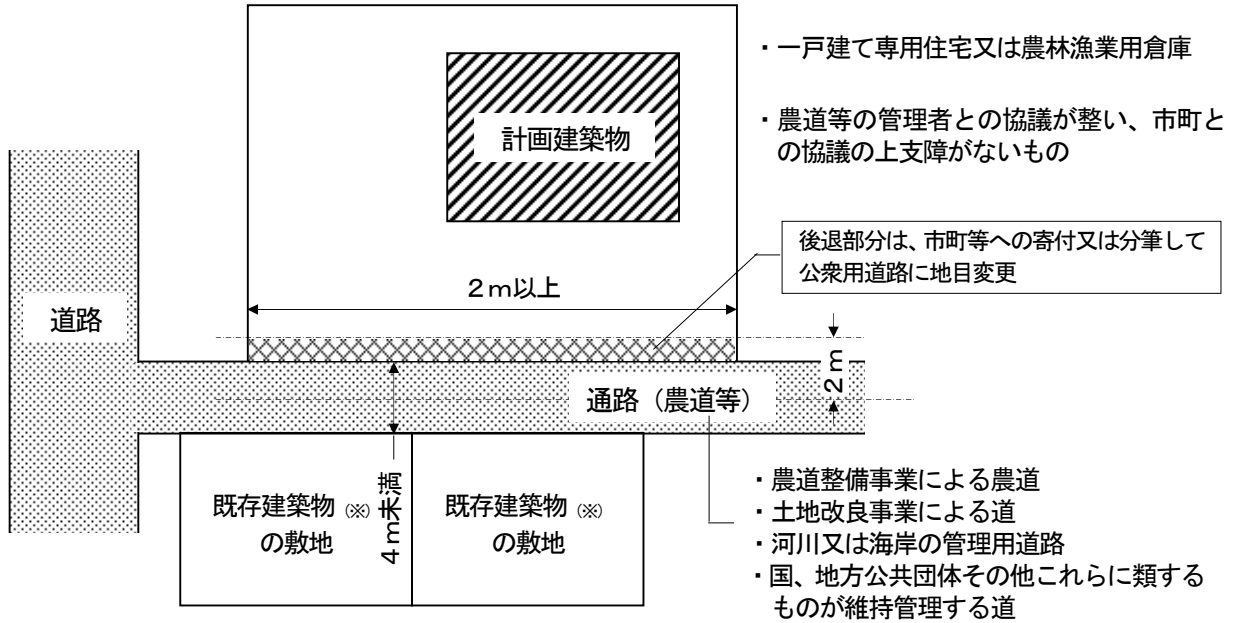 ・一戸建て専用住宅又は農林漁業用倉庫
・農道等の管理者との協議が整い、市町と
の協議の上支障がないもの
計画建築物
後退部分は、市町等への寄付又は分筆して
公衆用道路に地目変更
2m以上
道路
2m
通路(農道等)
4m未満
既存建築物(※)
の敷地
既存建築物(※)
の敷地
・農道整備事業による農道
・土地改良事業による道
・河川又は海岸の管理用道路
・国、地方公共団体その他これらに類する
ものが維持管理する道